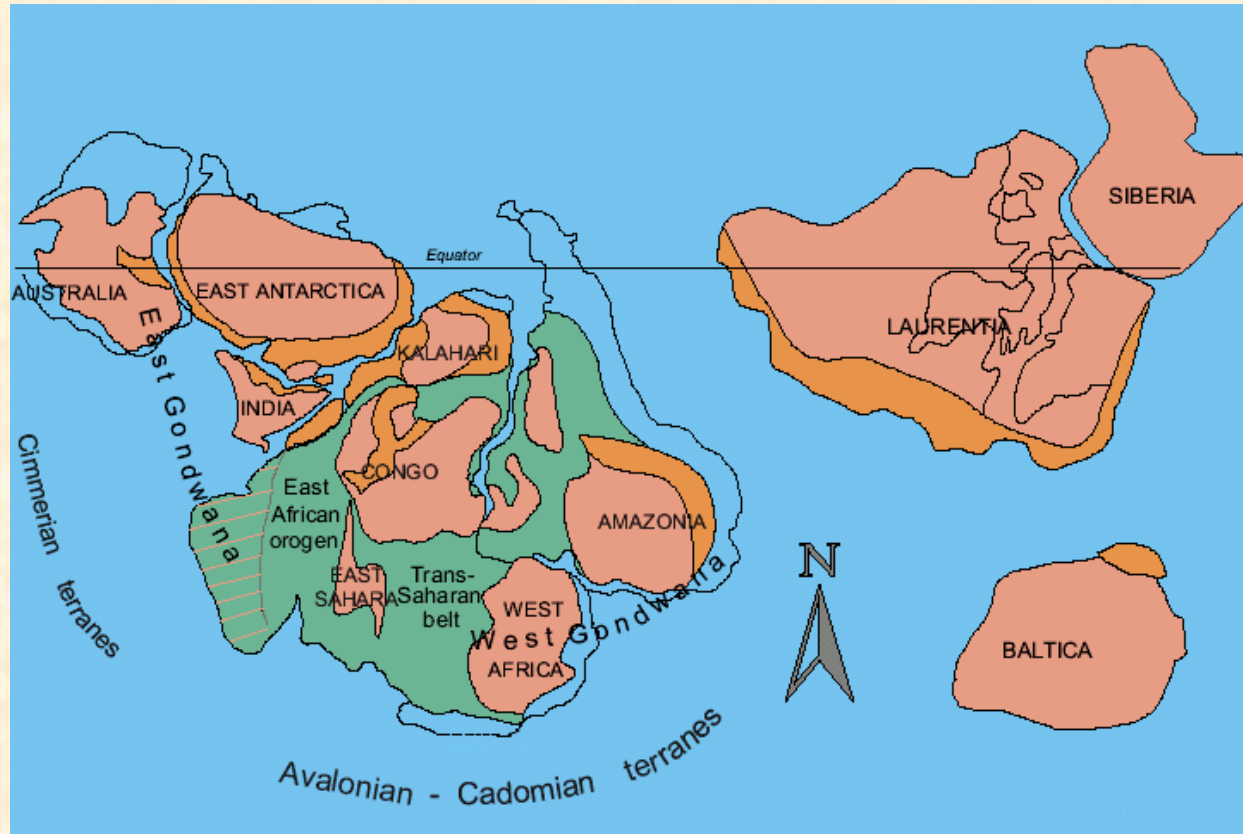 SIBERIA
Equator
AUSTRALIA
EAST ANTARCTICA
LAURENTIA
KALAHARI
INDIA
East Gondwana
CONGO
Cimmerian terranes
East
African
orogen
AMAZONIA
EAST
SAHARA
Trans-
Saharan
belt
WEST
AFRICA
West Gondwana
N
BALTICA
Avalonian - Cadomian terranes